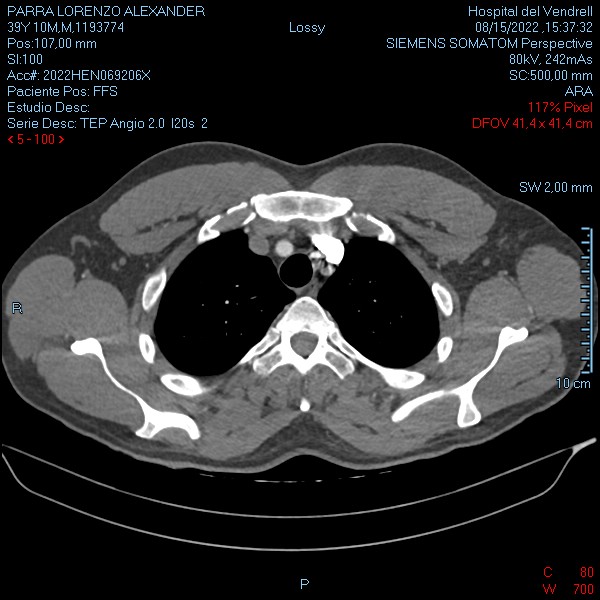 PARRA LORENZO ALEXANDER
39Y 10M,M,1193774
Pos:107,00 mm
SI:100
Acc#: 2022HEN069206X
Paciente Pos: FFS
Estudio Desc:
Serie Desc: TEP Angio 2.0 I20s 2
< 5 - 100 >
Lossy
Hospital del Vendrell
08/15/2022 ,15:37:32
SIEMENS SOMATOM Perspective
80kV, 242mAs
SC:500,00 mm
ARA
117% Pixel
DFOV 41,4 x 41,4 cm
SW 2,00 mm
R
10 cm
P
C 80
W 700